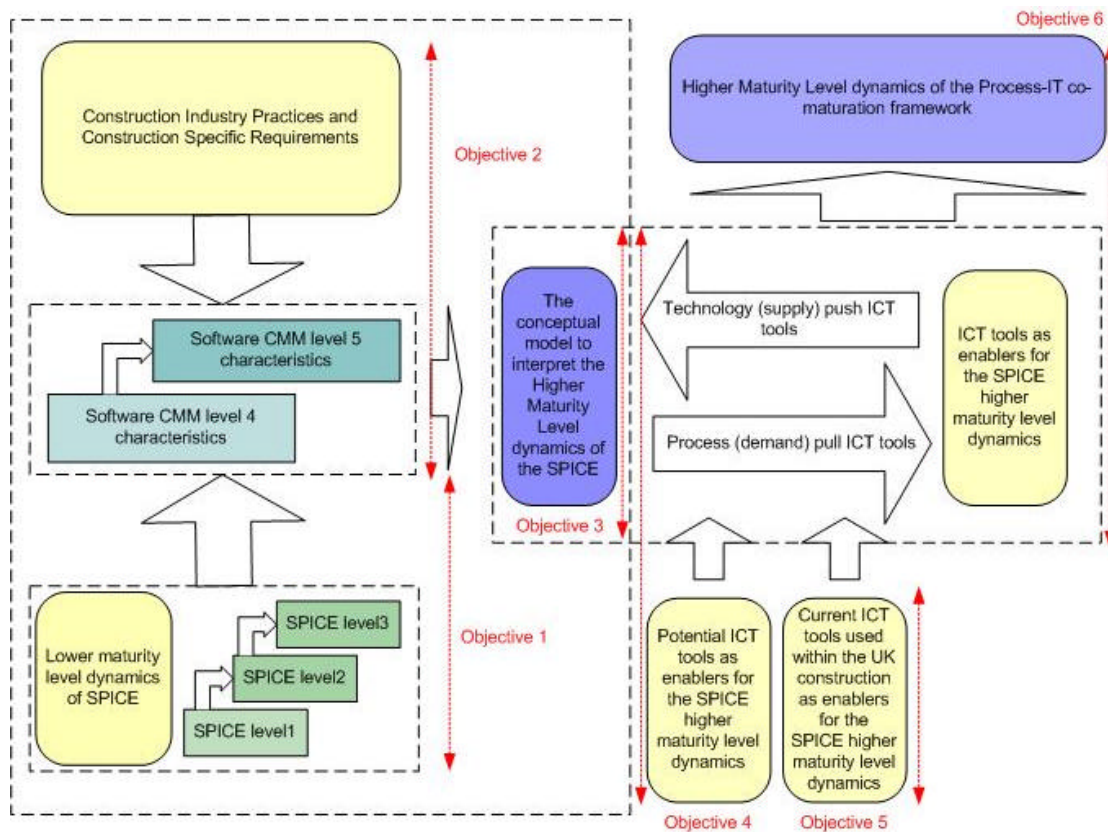 Objective 6
Construction Industry Practices and
Construction Specific Requirements
Objective 2
Higher Maturity Level dynamics of the Process-IT co-
maturation framework
Software CMM level 5
characteristics
Software CMM level 4
characteristics
The
conceptual
model to
interpret the
Higher
Maturity
Level
dynamics of
the SPICE
Objective 3
Technology (supply) push ICT
tools
Process (demand) pull ICT tools
ICT tools as
enablers for
the SPICE
higher
maturity level
dynamics
Lower maturity
level dynamics
of SPICE
SPICE level3
SPICE level2
SPICE level1
Objective 1
Potential ICT
tools as
enablers for
the SPICE
higher
maturity level
dynamics
Current ICT
tools used
within the UK
construction
as enablers
for the
SPICE higher
maturity level
dynamics
Objective 4
Objective 5